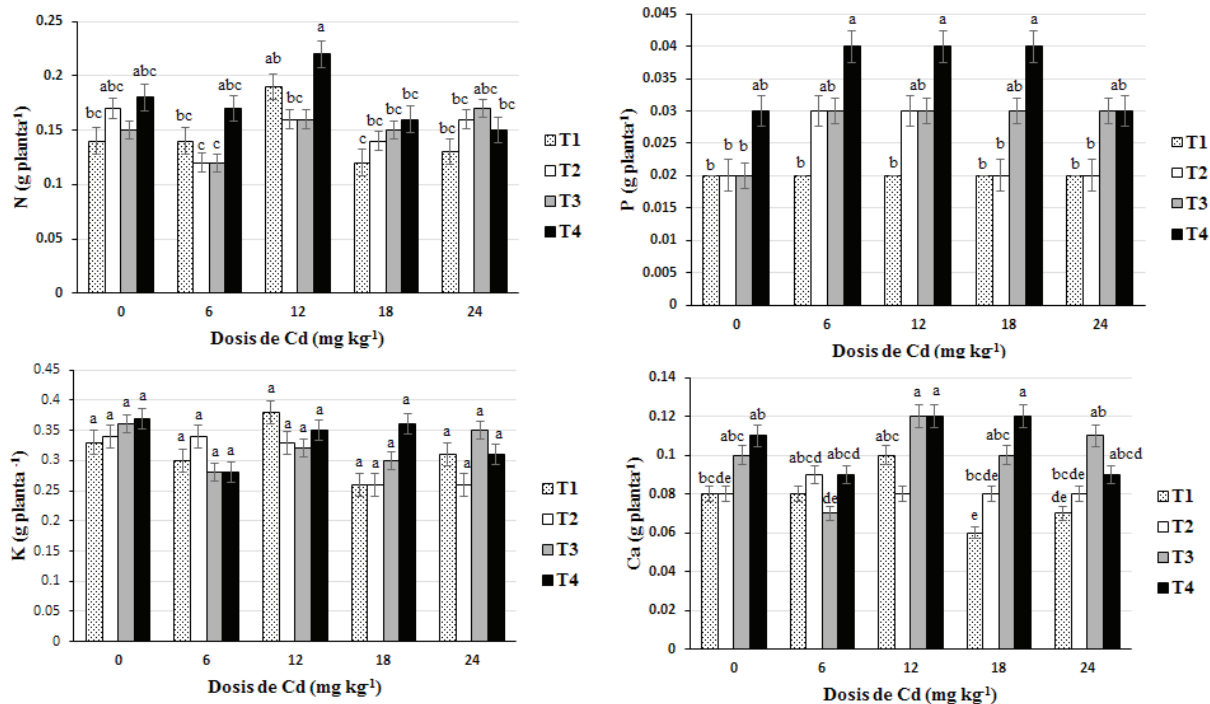 0.25
0.2
0.15
0.1
0.05
0
N (g planta-¹)
bc abc bc abc
bc c c bc
ab bc bc a
c bc bc bc
bc bc abc bc
0 6 12 18 24
Dosis de Cd (mg kg-¹)
T1
T2
T3
T4
0.045
0.04
0.035
0.03
0.025
0.02
0.015
0.01
0.005
0
P (g planta-¹)
b b b ab
b ab ab a
b ab ab a
b b ab a
b b ab ab
0 6 12 18 24
Dosis de Cd (mg kg-¹)
T1
T2
T3
T4
0.45
0.4
0.35
0.3
0.25
0.2
0.15
0.1
0
K (g planta-¹)
a a a a
a a a a
a a a a
a a a a
a a a a
0 6 12 18 24
Dosis de Cd (mg kg-¹)
T1
T2
T3
T4
0.14
0.12
0.1
0.08
0.06
0.04
0.02
0
Ca (g planta-¹)
bcde abc ab
abcd de abcd
abc a a
e bcde abc a
de bcde ab abcd
0 6 12 18 24
Dosis de Cd (mg kg-¹)
T1
T2
T3
T4